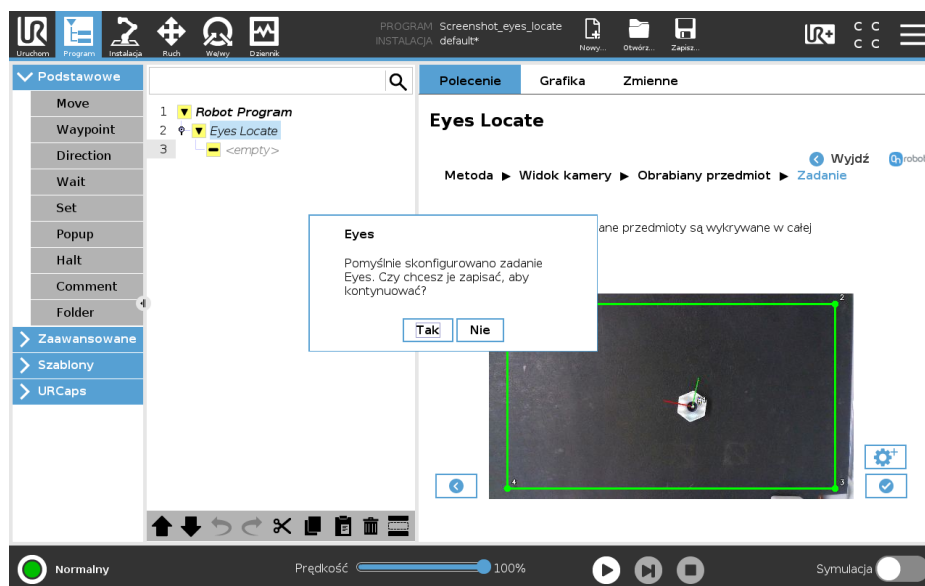 PROGRAM Screenshot_eyes_locate
INSTALACJA default*
Uruchom Program Instalacja Ruch We/wy Dziennik Nowy... Otwórz... Zapisz...
UR+ C C
C C
Podstawowe
Move
Waypoint
Direction
Wait
Set
Popup
Halt
Comment
Folder
Zaawansowane
Szablony
URCaps
1 Robot Program
2 Eyes Locate
3 <empty>
Polecenie Grafika Zmienne
Eyes Locate
Wyjdź OnRobot
Metoda ▶ Widok kamery ▶ Obrabiany przedmiot ▶ Zadanie
ane przedmioty są wykrywane w całej
Eyes
Pomyślnie skonfigurowano zadanie
Eyes. Czy chcesz je zapisać, aby
kontynuować?
Tak Nie
2
4 3
Normalny Prędkość 100% Symulacja